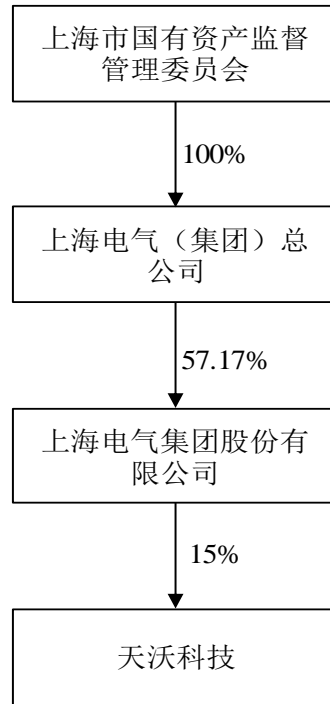 上海市国有资产监督
管理委员会
100%
上海电气（集团）总
公司
57.17%
上海电气集团股份有
限公司
15%
天沃科技